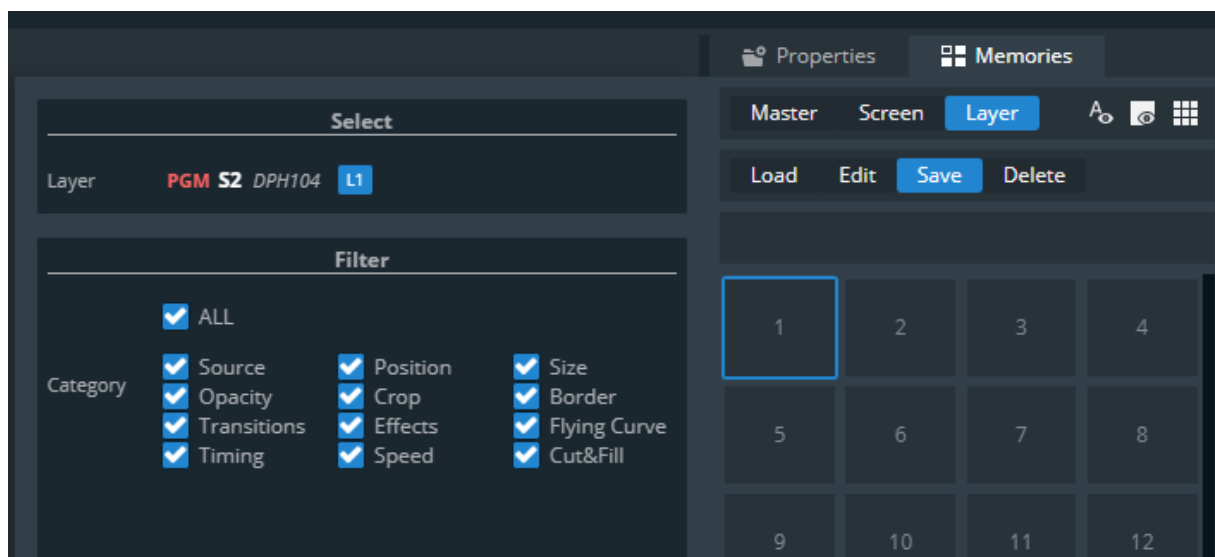 Properties Memories
Select
Layer PGM S2 DPH104 L1
Filter
ALL
Category
Source Position Size
Opacity Crop Border
Transitions Effects Flying Curve
Timing Speed Cut&Fill
Master Screen Layer A
Load Edit Save Delete
1 2 3 4
5 6 7 8
9 10 11 12